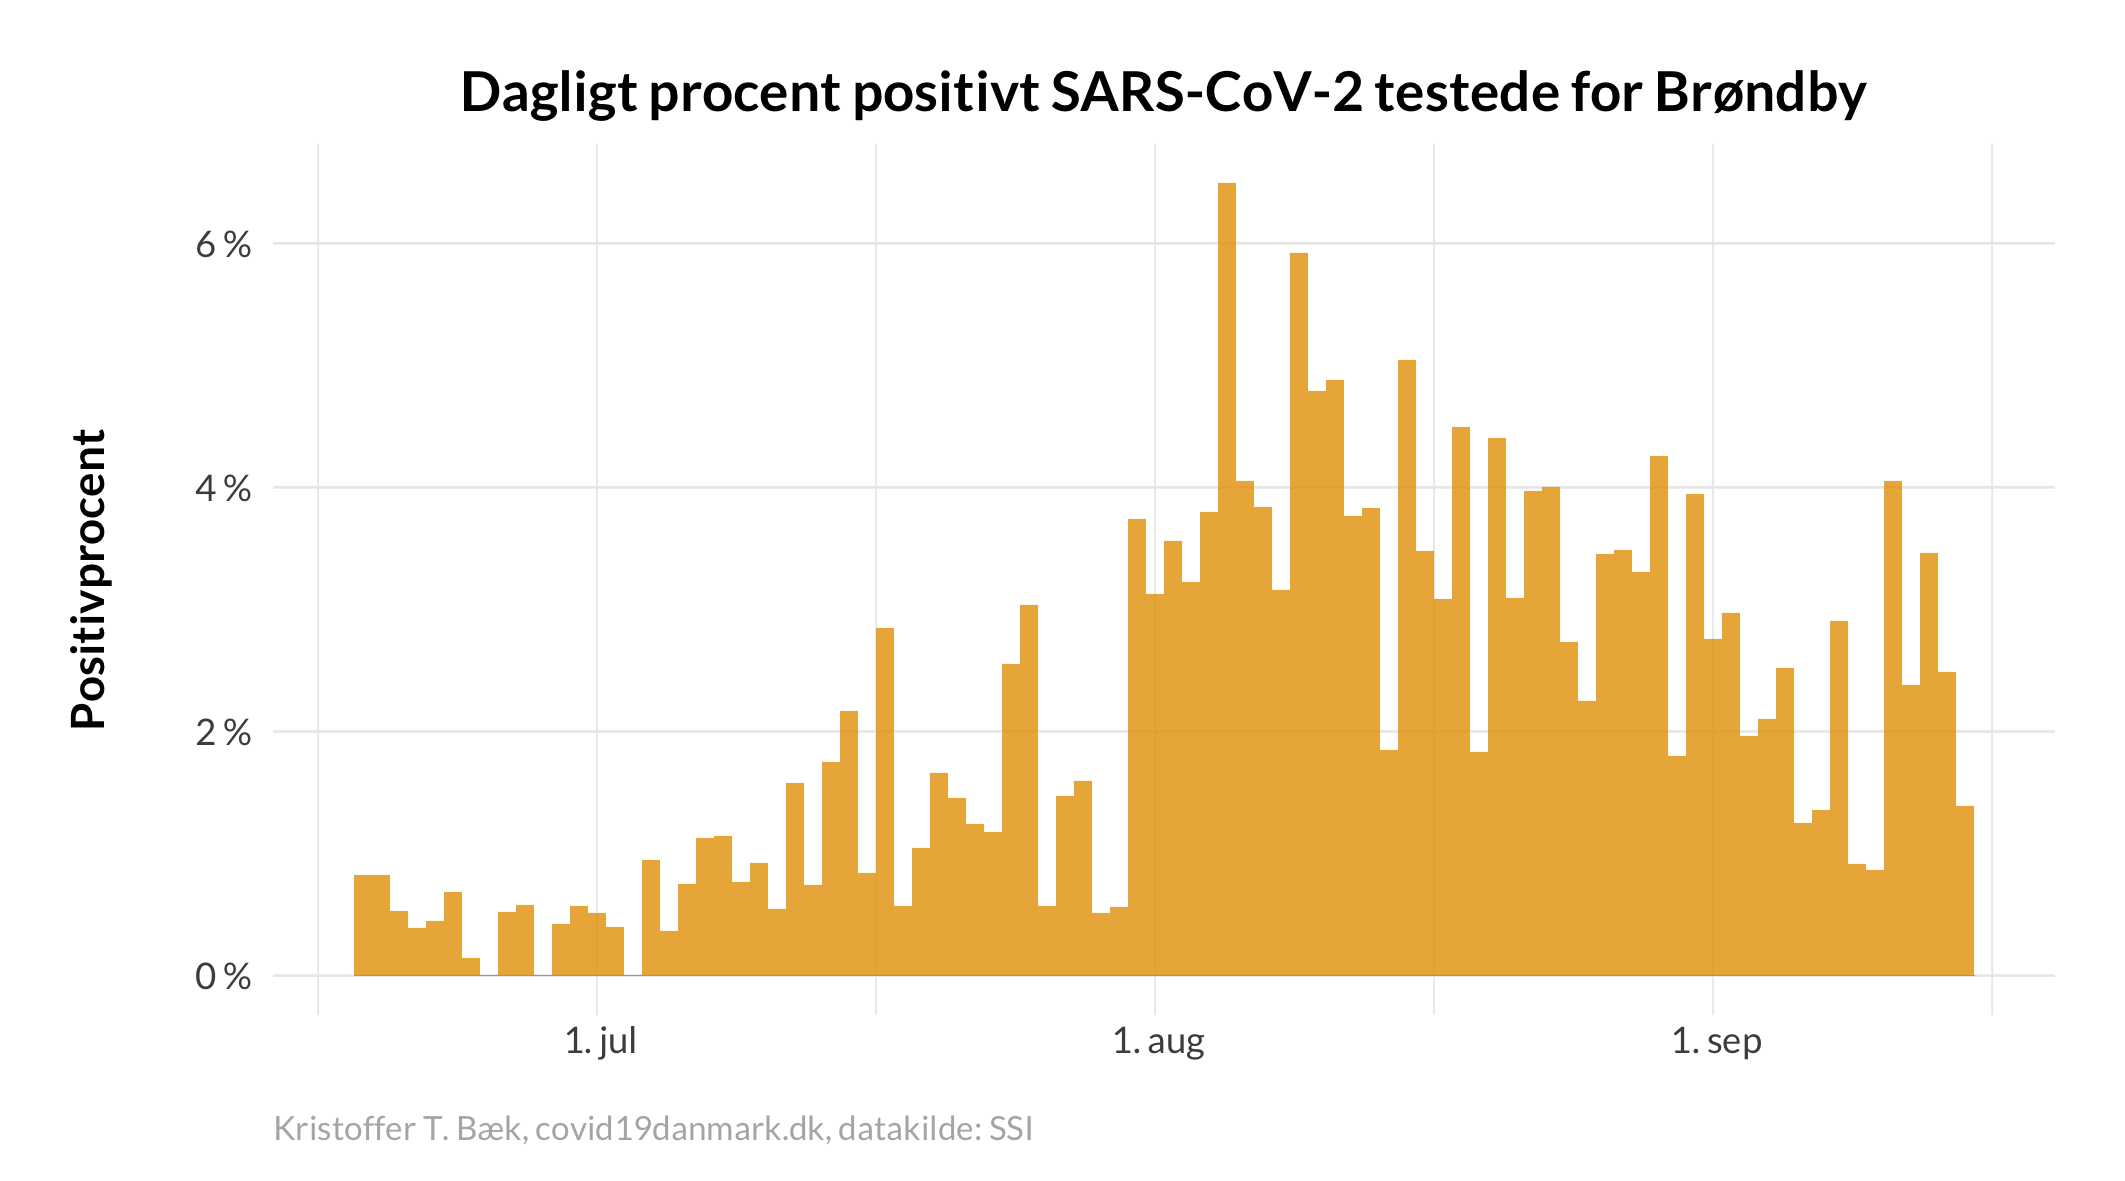 Dagligt procent positivt SARS-CoV-2 testede for Brøndby
Positivprocent
6 %
4 %
2 %
0 %
1. jul
1. aug
1. sep
Kristoffer T. Bæk, covid19danmark.dk, datakilde: SSI